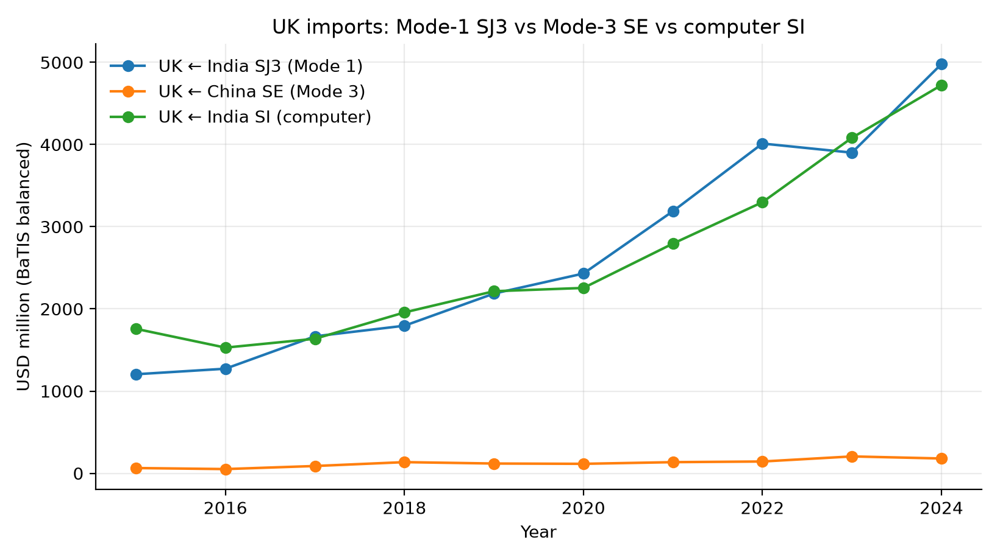 UK imports: Mode-1 SJ3 vs Mode-3 SE vs computer SI
UK ← India SJ3 (Mode 1)
UK ← China SE (Mode 3)
UK ← India SI (computer)
USD million (BaTIS balanced)
5000
4000
3000
2000
1000
0
2016 2018 2020 2022 2024
Year